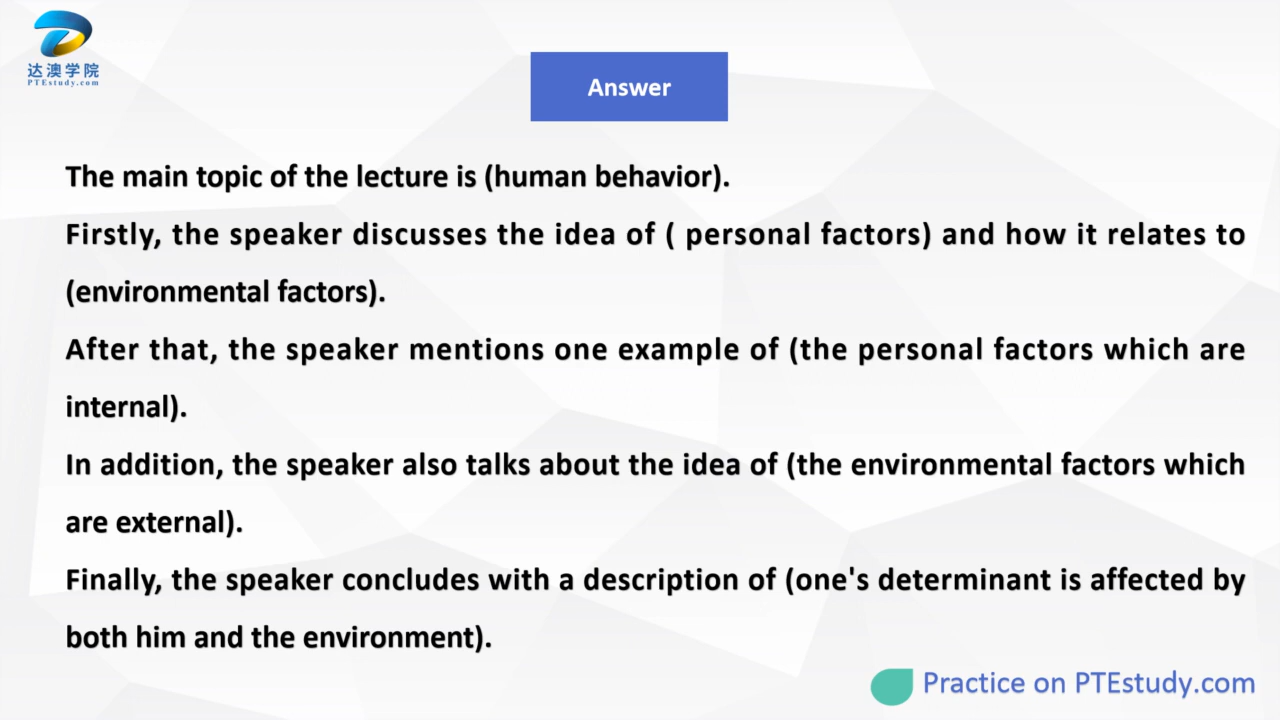 达澳学院
PTEstudy.com
Answer
The main topic of the lecture is (human behavior).
Firstly, the speaker discusses the idea of ( personal factors) and how it relates to
(environmental factors).
After that, the speaker mentions one example of (the personal factors which are
internal).
In addition, the speaker also talks about the idea of (the environmental factors which
are external).
Finally, the speaker concludes with a description of (one's determinant is affected by
both him and the environment).
Practice on PTEstudy.com